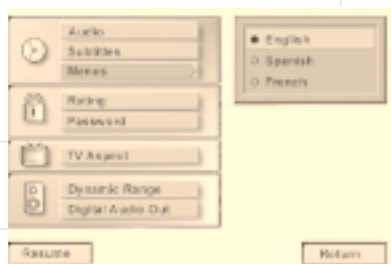 Audio
Subtitles
Menus
Rating
Password
TV Aspect
Dynamic Range
Digital Audio Out
English
Spanish
French
Resume
Return